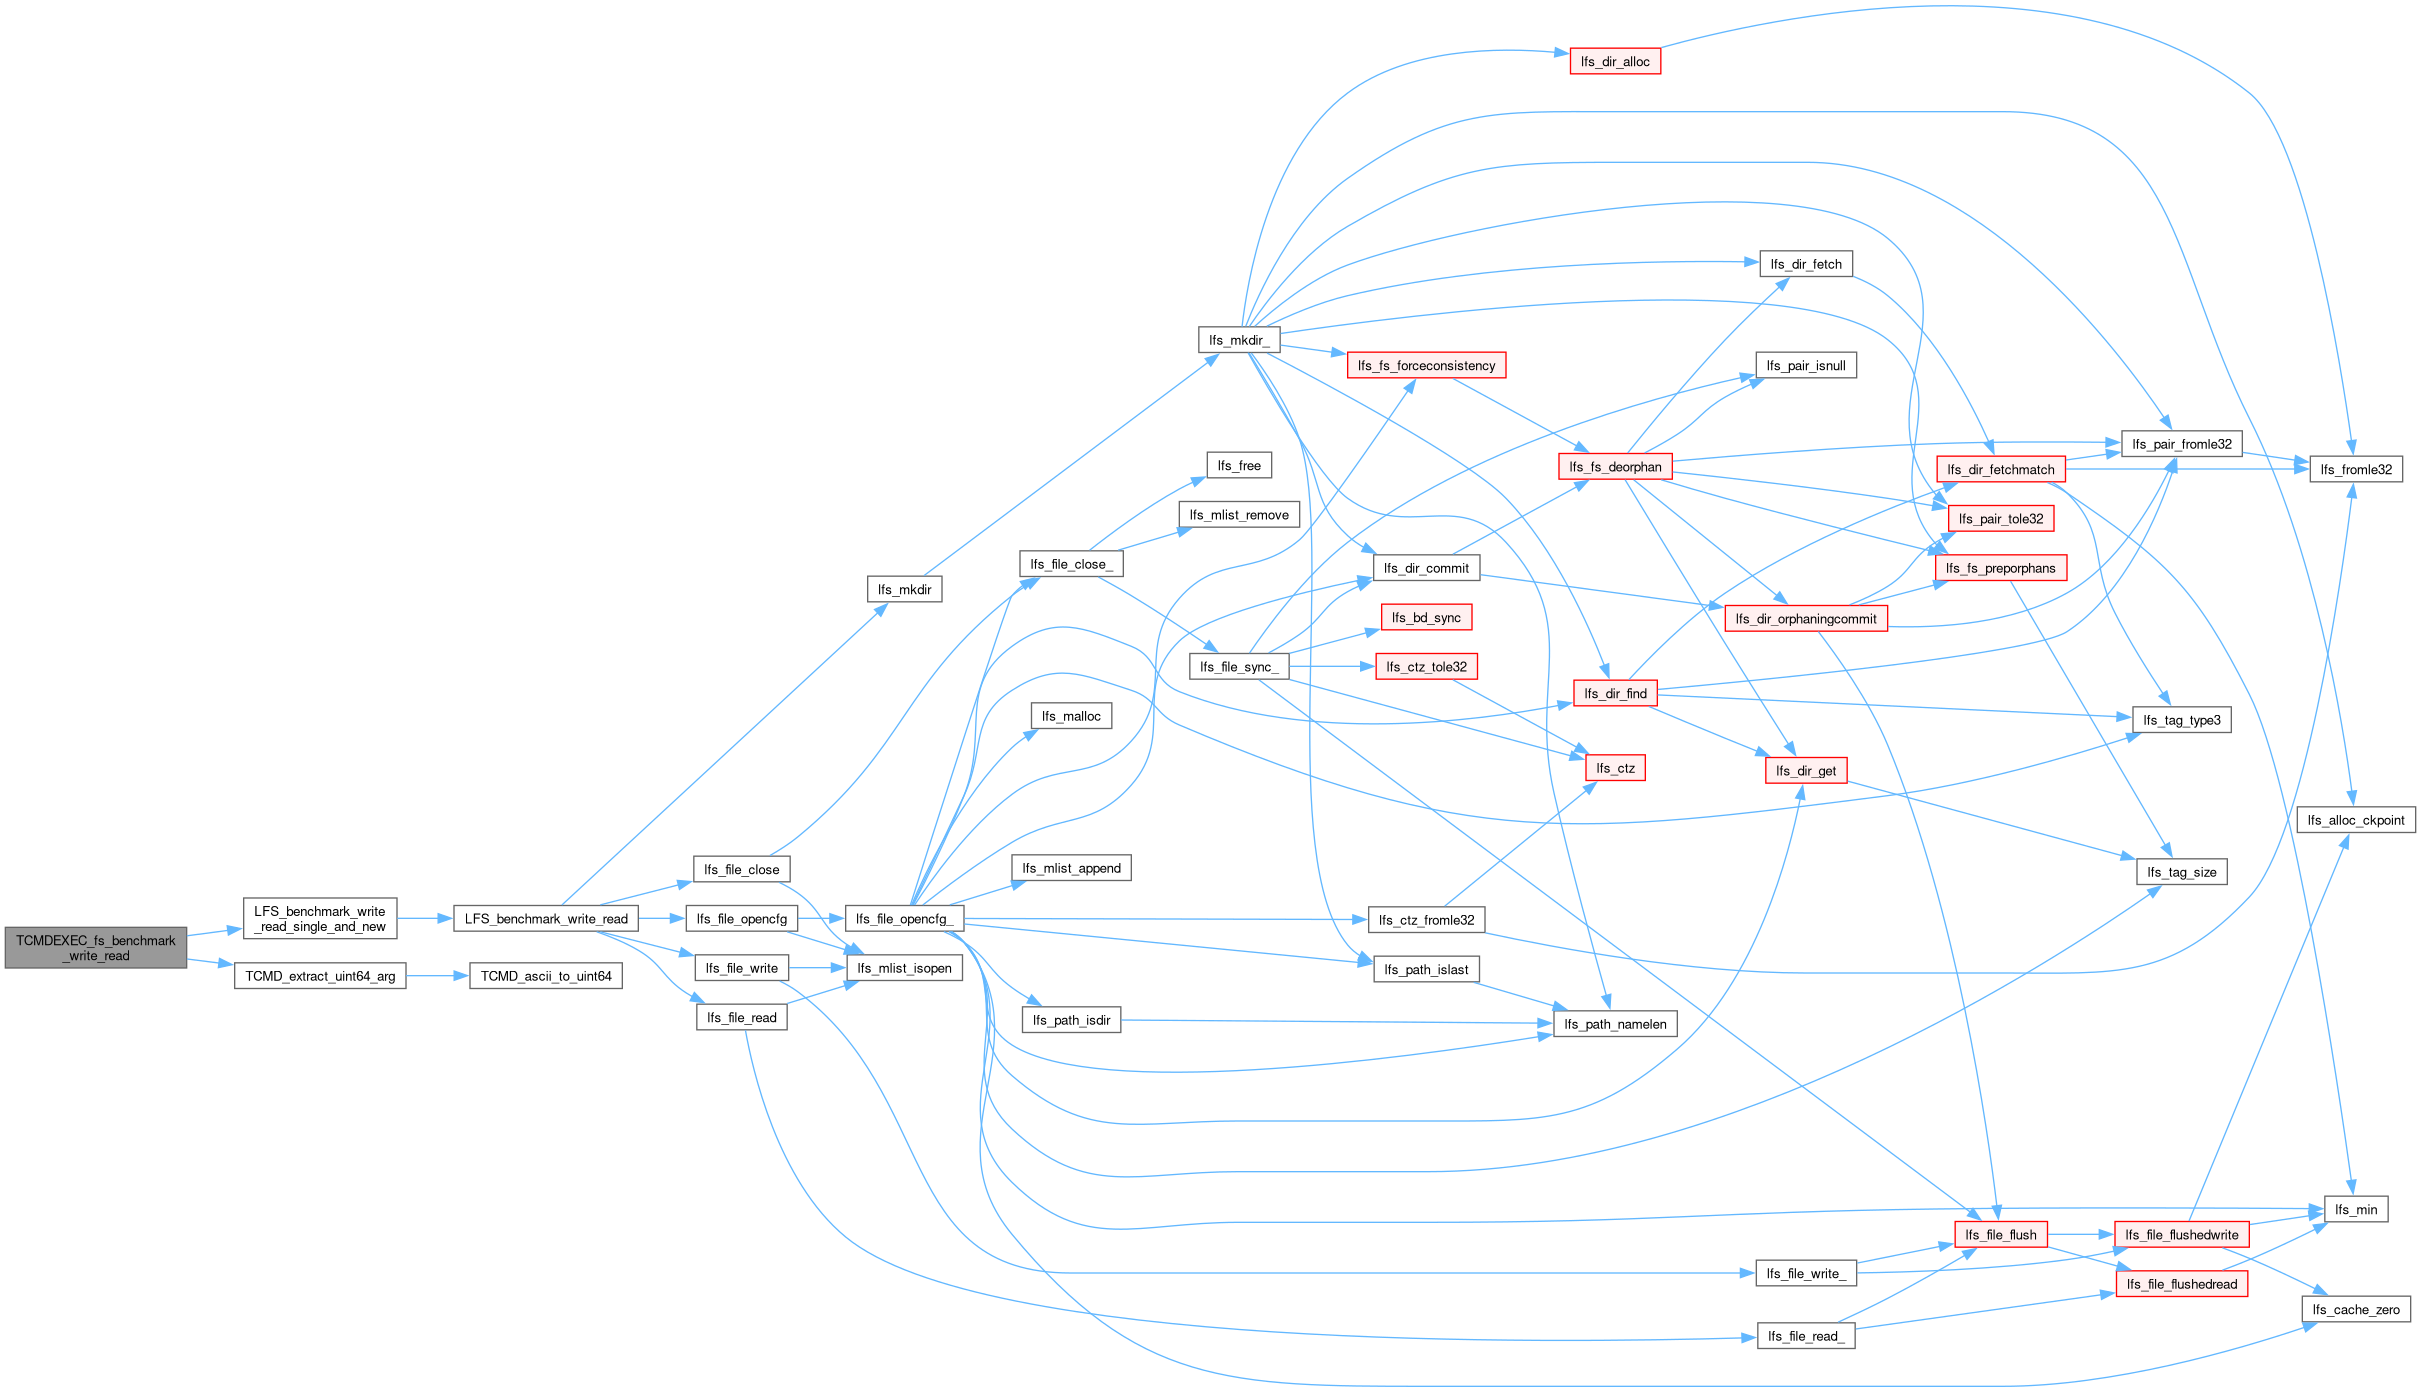 TCMDEXEC_fs_benchmark
_write_read
LFS_benchmark_write
_read_single_and_new
TCMD_extract_uint64_arg
LFS_benchmark_write_read
TCMD_ascii_to_uint64
lfs_file_close
lfs_file_opencfg
lfs_file_write
lfs_file_read
lfs_mkdir
lfs_file_opencfg_
lfs_mlist_isopen
lfs_file_close_
lfs_malloc
lfs_mlist_append
lfs_path_isdir
lfs_mkdir_
lfs_free
lfs_mlist_remove
lfs_file_sync_
lfs_fs_forceconsistency
lfs_dir_commit
lfs_bd_sync
lfs_ctz_tole32
lfs_ctz_fromle32
lfs_path_islast
lfs_dir_alloc
lfs_fs_deorphan
lfs_dir_find
lfs_ctz
lfs_path_namelen
lfs_dir_fetch
lfs_pair_isnull
lfs_dir_orphaningcommit
lfs_dir_get
lfs_file_write_
lfs_file_read_
lfs_dir_fetchmatch
lfs_pair_tole32
lfs_fs_preporphans
lfs_file_flush
lfs_pair_fromle32
lfs_tag_type3
lfs_tag_size
lfs_file_flushedwrite
lfs_file_flushedread
lfs_fromle32
lfs_alloc_ckpoint
lfs_min
lfs_cache_zero